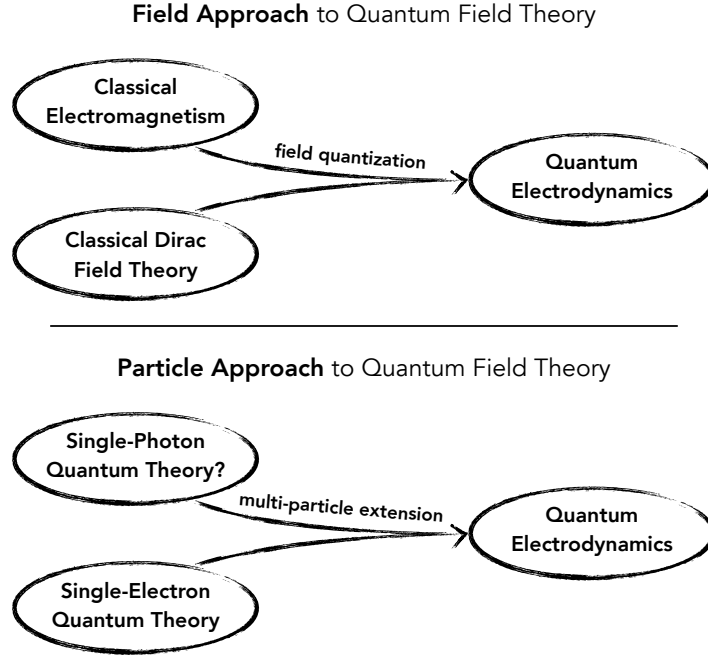 Field Approach to Quantum Field Theory
Classical
Electromagnetism
field quantization
Quantum
Electrodynamics
Classical Dirac
Field Theory
Particle Approach to Quantum Field Theory
Single-Photon
Quantum Theory?
multi-particle extension
Quantum
Electrodynamics
Single-Electron
Quantum Theory